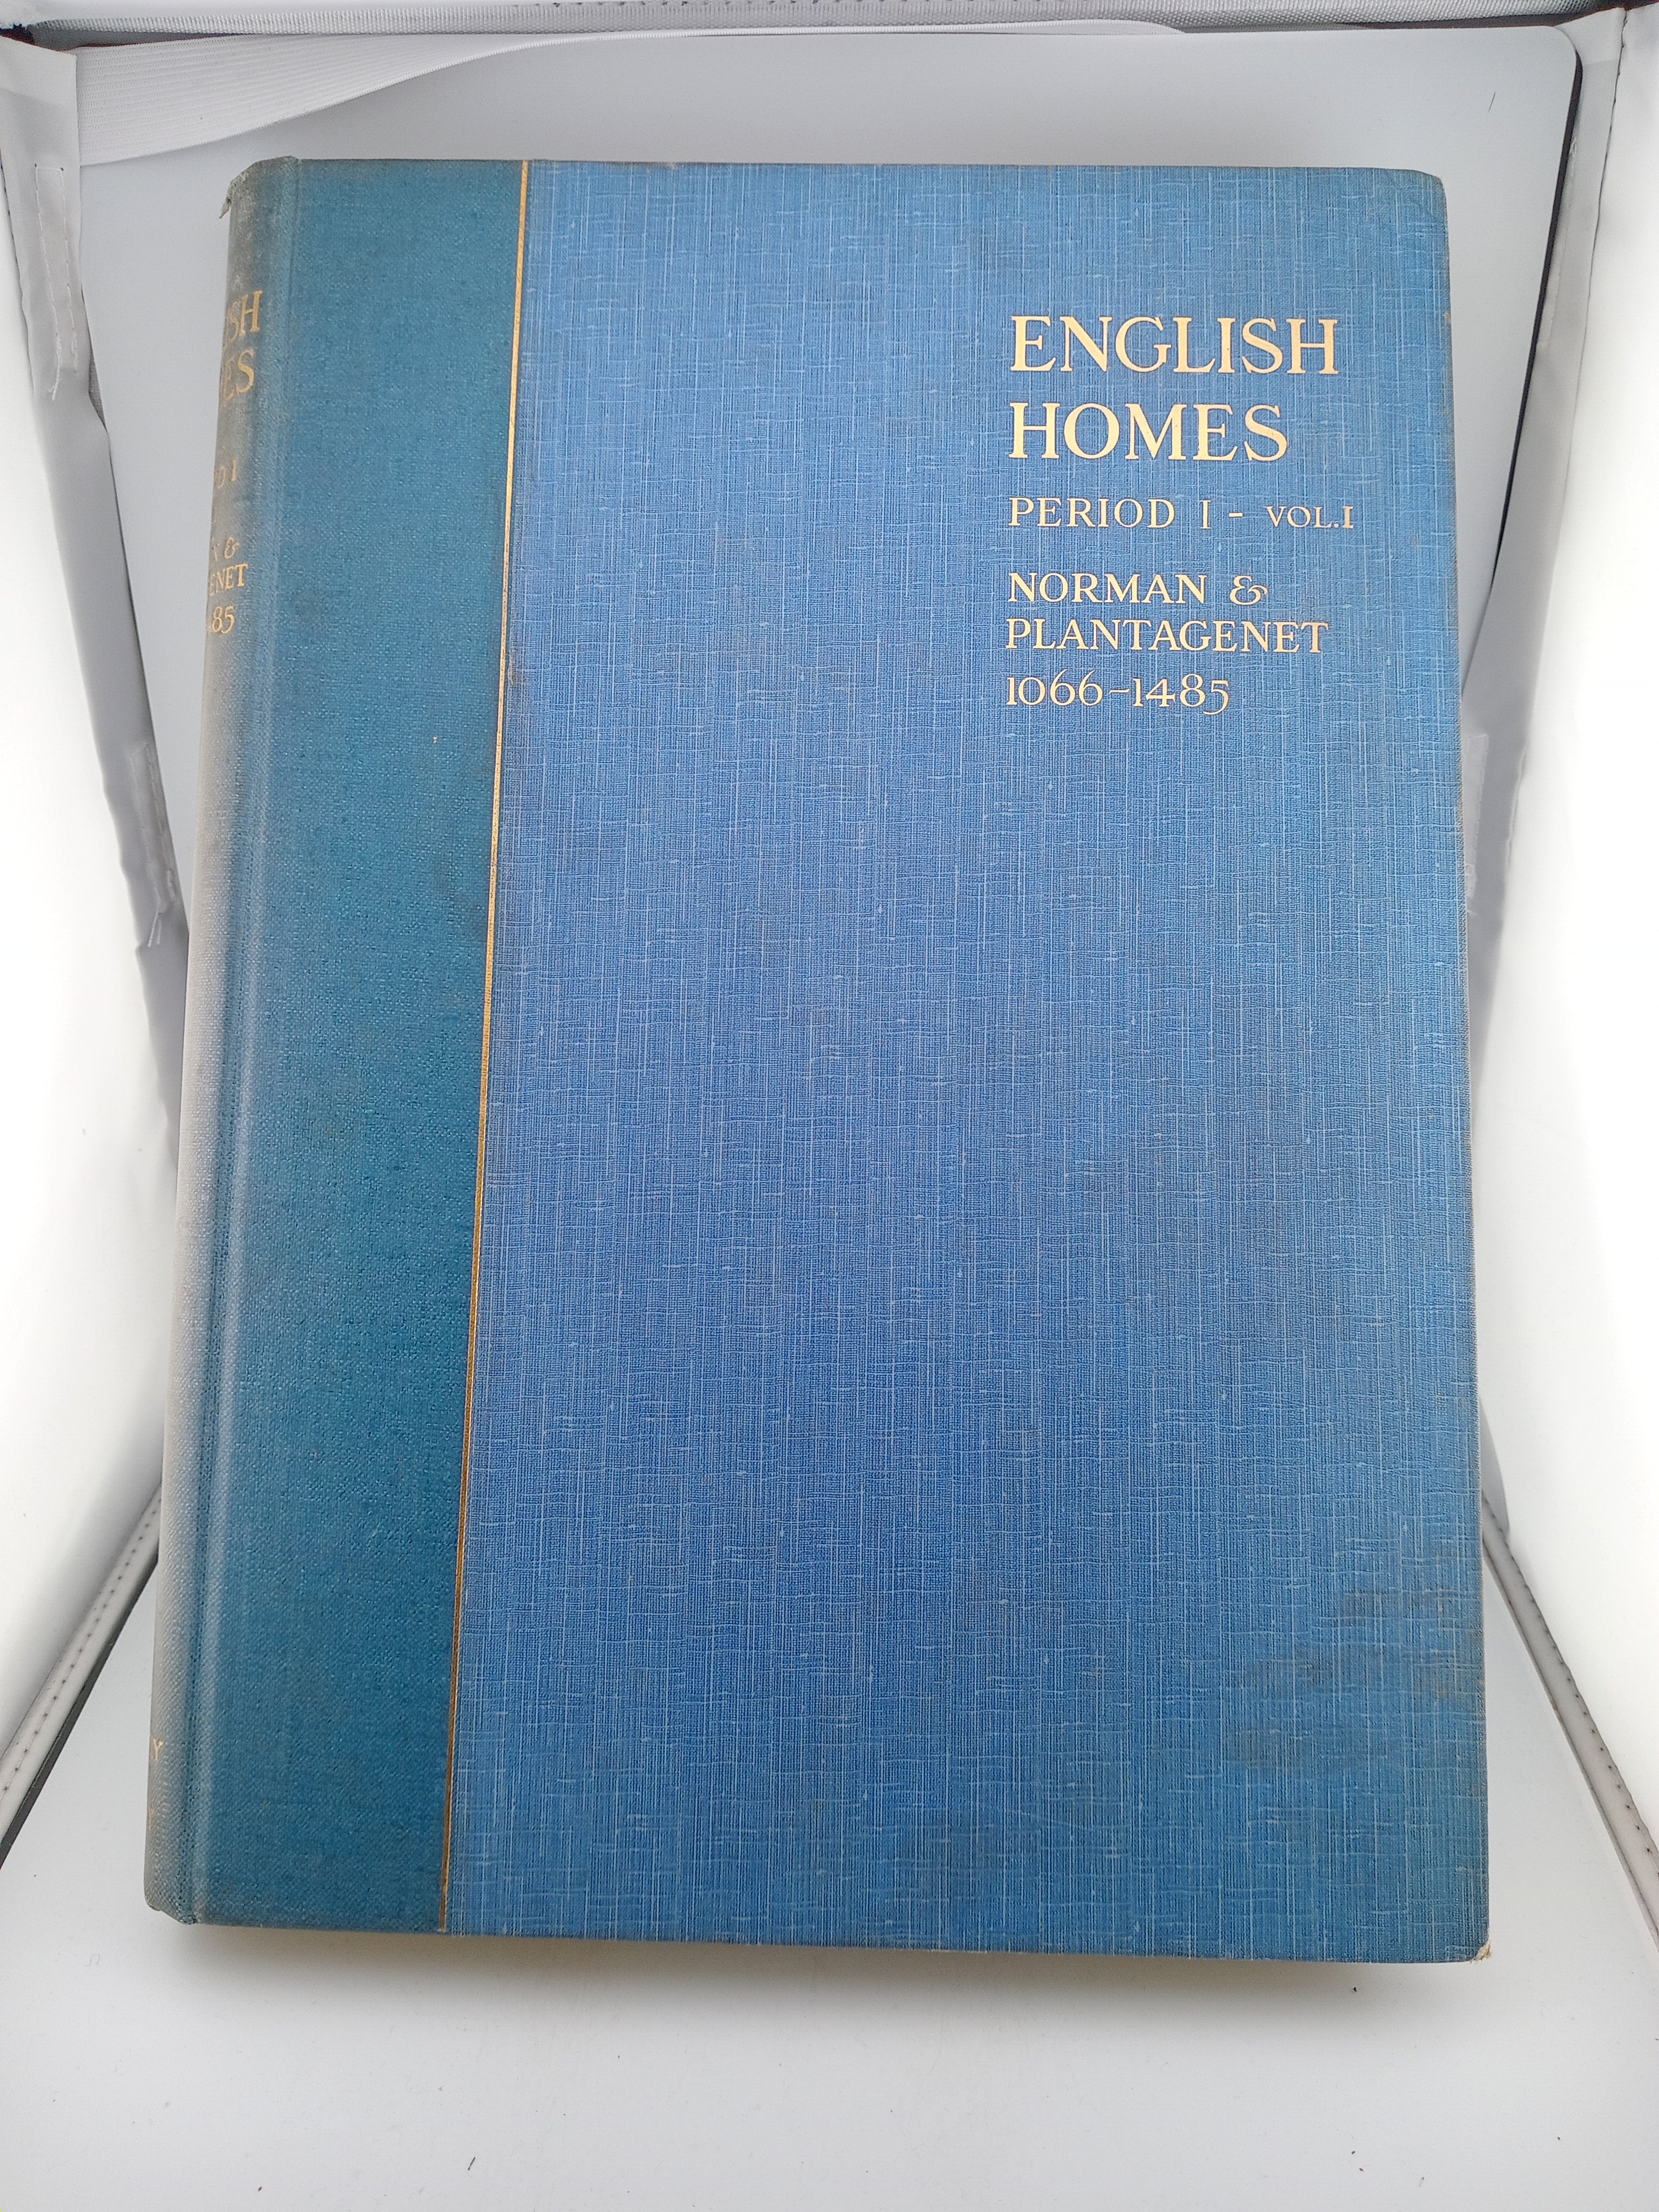 ENGLISH
HOMES
PERIOD I - VOL.I
NORMAN &
PLANTAGENET
1066-1485